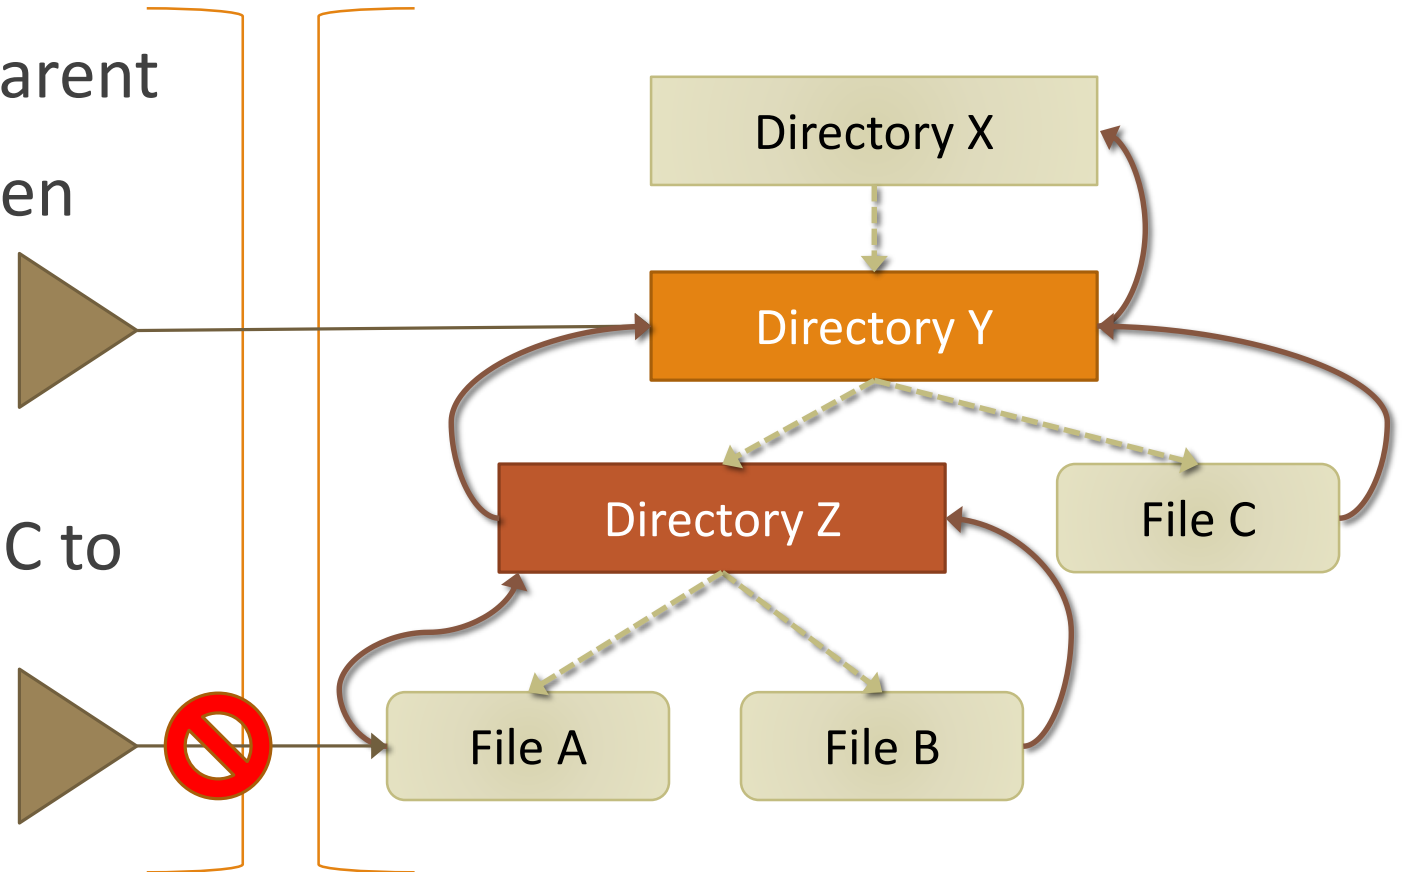 arent
en
C to
Directory X
Directory Y
Directory Z
File C
File A
File B